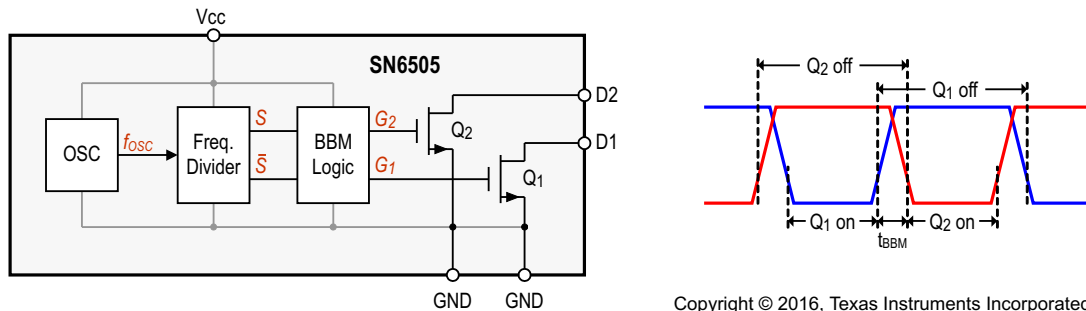 Vcc
SN6505
OSC
fOSC
Freq.
Divider
S
S̄
BBM
Logic
G2
G1
Q2
Q1
D2
D1
GND
GND
Q2 off
Q1 off
Q1 on
tBBM
Q2 on
Copyright © 2016, Texas Instruments Incorporated